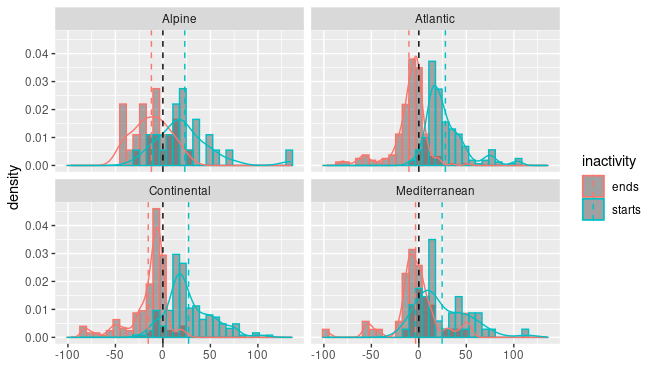 Alpine
Atlantic
0.04
0.03
0.02
0.01
0.00
density
Continental
Mediterranean
0.04
0.03
0.02
0.01
0.00
-100 -50 0 50 100
-100 -50 0 50 100
inactivity
ends
starts